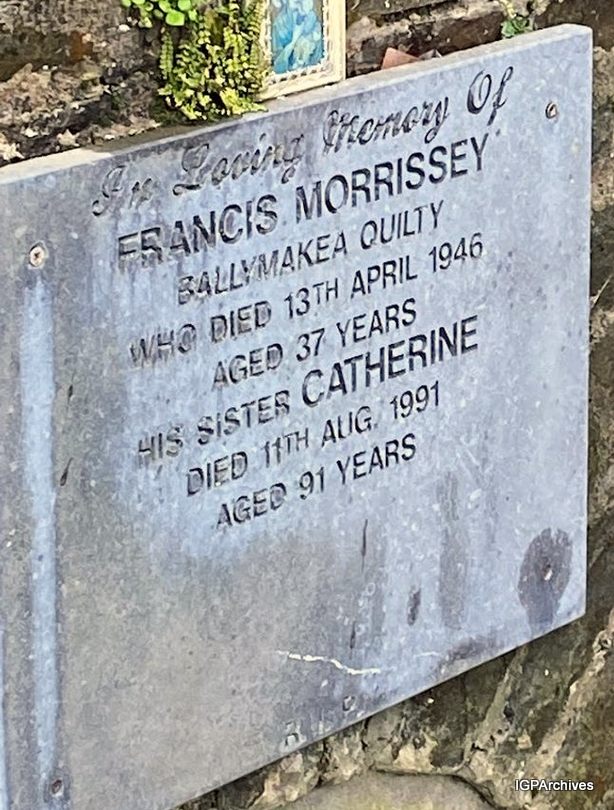 In Loving Memory Of
FRANCIS MORRISSEY
BALLYMAKEA QUILTY
WHO DIED 13TH APRIL 1946
AGED 37 YEARS
HIS SISTER CATHERINE
DIED 11TH AUG. 1991
AGED 91 YEARS
IGPArchives